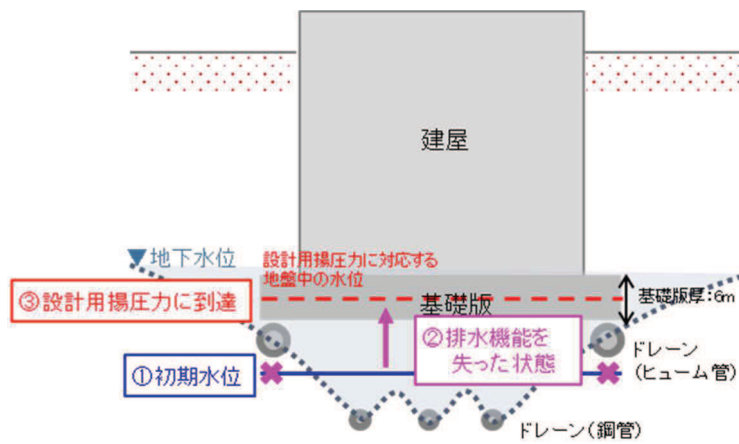 建屋
▼地下水位
設計用揚圧力に対応する
地盤中の水位
③設計用揚圧力に到達
基礎版
基礎版厚:6m
②排水機能を
失った状態
ドレーン
(ヒューム管)
①初期水位
ドレーン(鋼管)